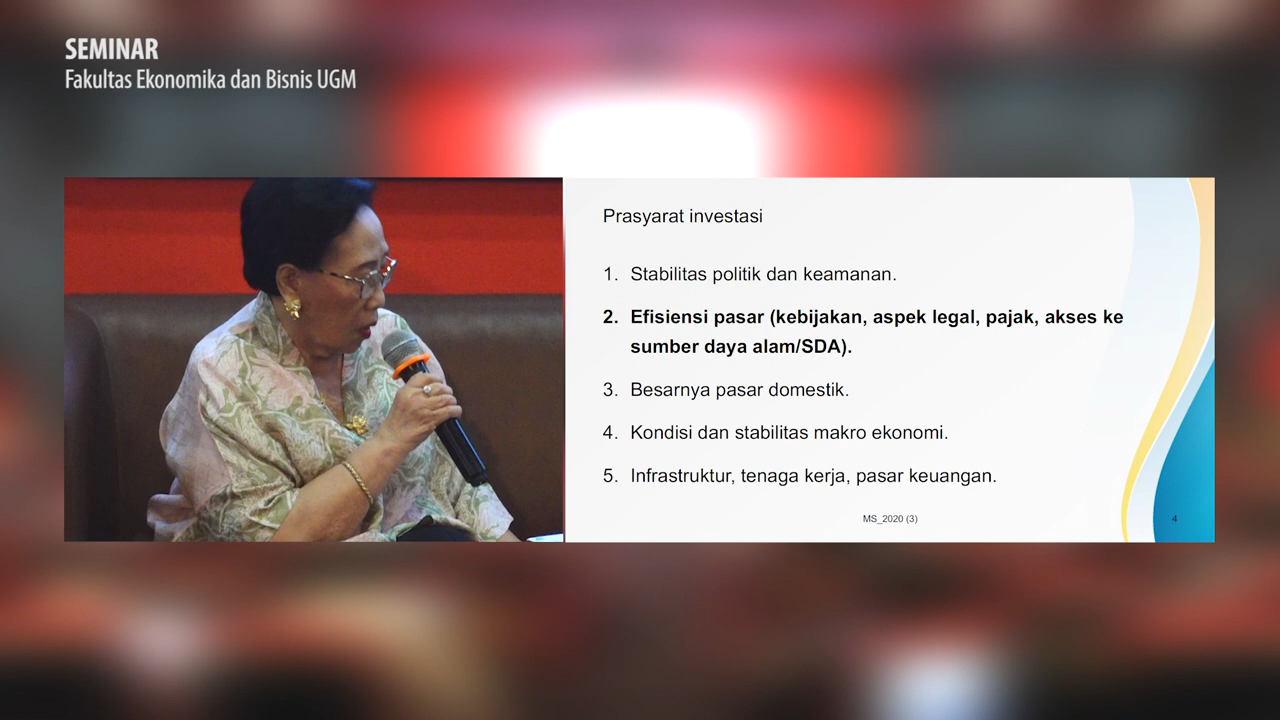 SEMINAR
Fakultas Ekonomika dan Bisnis UGM
Prasyarat investasi
1. Stabilitas politik dan keamanan.
2. Efisiensi pasar (kebijakan, aspek legal, pajak, akses ke
sumber daya alam/SDA).
3. Besarnya pasar domestik.
4. Kondisi dan stabilitas makro ekonomi.
5. Infrastruktur, tenaga kerja, pasar keuangan.
MS_2020 (3)
4